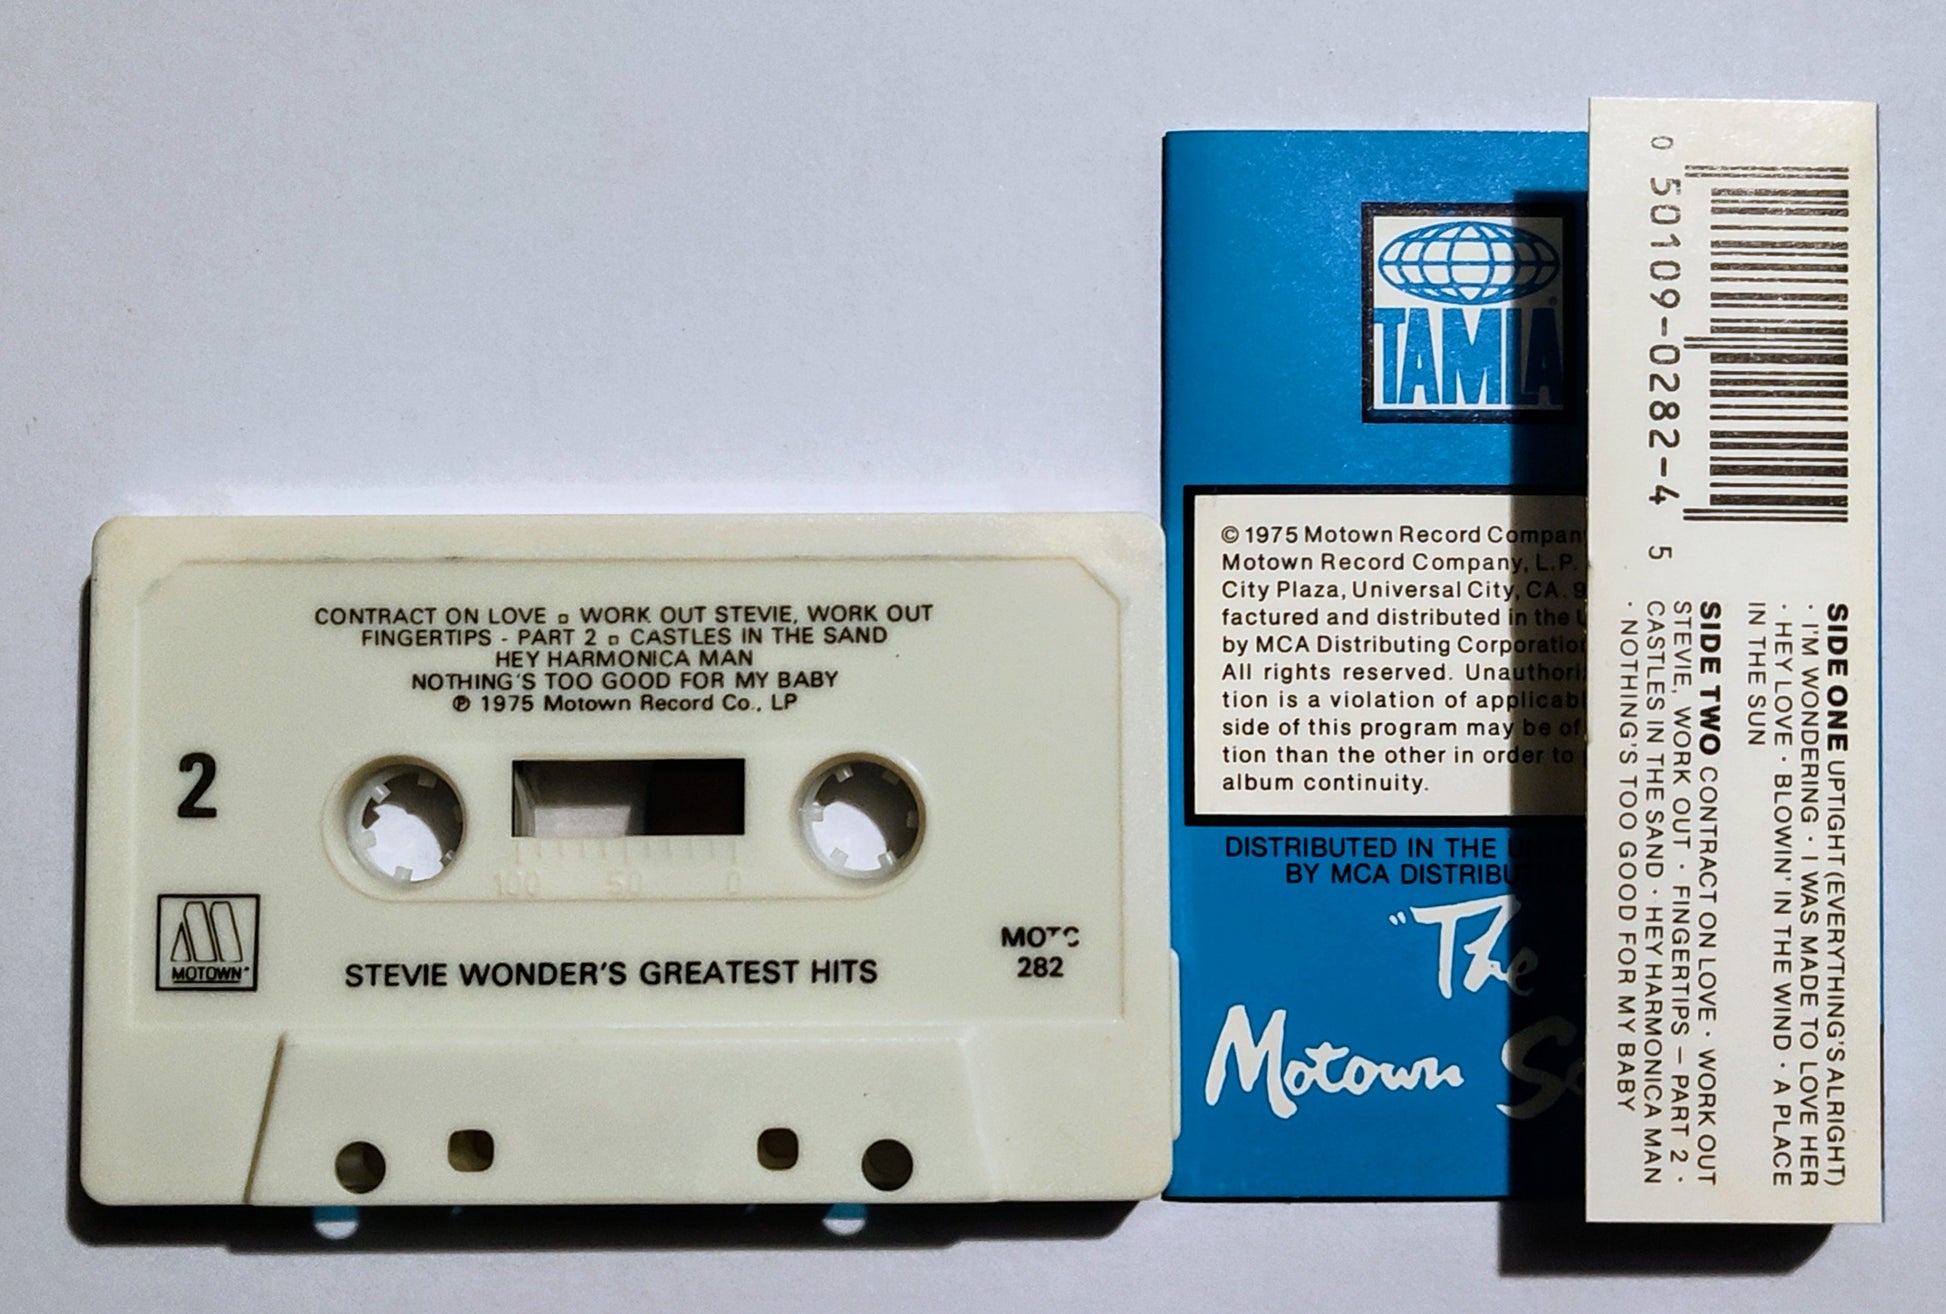 CONTRACT ON LOVE ▫ WORK OUT STEVIE, WORK OUT
FINGERTIPS - PART 2 ▫ CASTLES IN THE SAND
HEY HARMONICA MAN
NOTHING'S TOO GOOD FOR MY BABY
℗ 1975 Motown Record Co., LP
2
100 50 0
MOTOWN
STEVIE WONDER'S GREATEST HITS
MOTC
282
TAMLA
© 1975 Motown Record Company
Motown Record Company, L.P.
City Plaza, Universal City, CA.
factured and distributed in the
by MCA Distributing Corporation
All rights reserved.
tion is a violation of
side of this program may be of
tion than the other in order to
album continuity.
DISTRIBUTED IN THE
BY MCA
"The
Motown
0 50109-0282-4 5
SIDE ONE UPTIGHT (EVERYTHING'S ALRIGHT)
· I'M WONDERING · I WAS MADE TO LOVE HER
· HEY LOVE · BLOWIN' IN THE WIND · A PLACE
IN THE SUN
SIDE TWO CONTRACT ON LOVE · WORK OUT
STEVIE, WORK OUT · FINGERTIPS – PART 2 ·
CASTLES IN THE SAND · HEY HARMONICA MAN
· NOTHING'S TOO GOOD FOR MY BABY